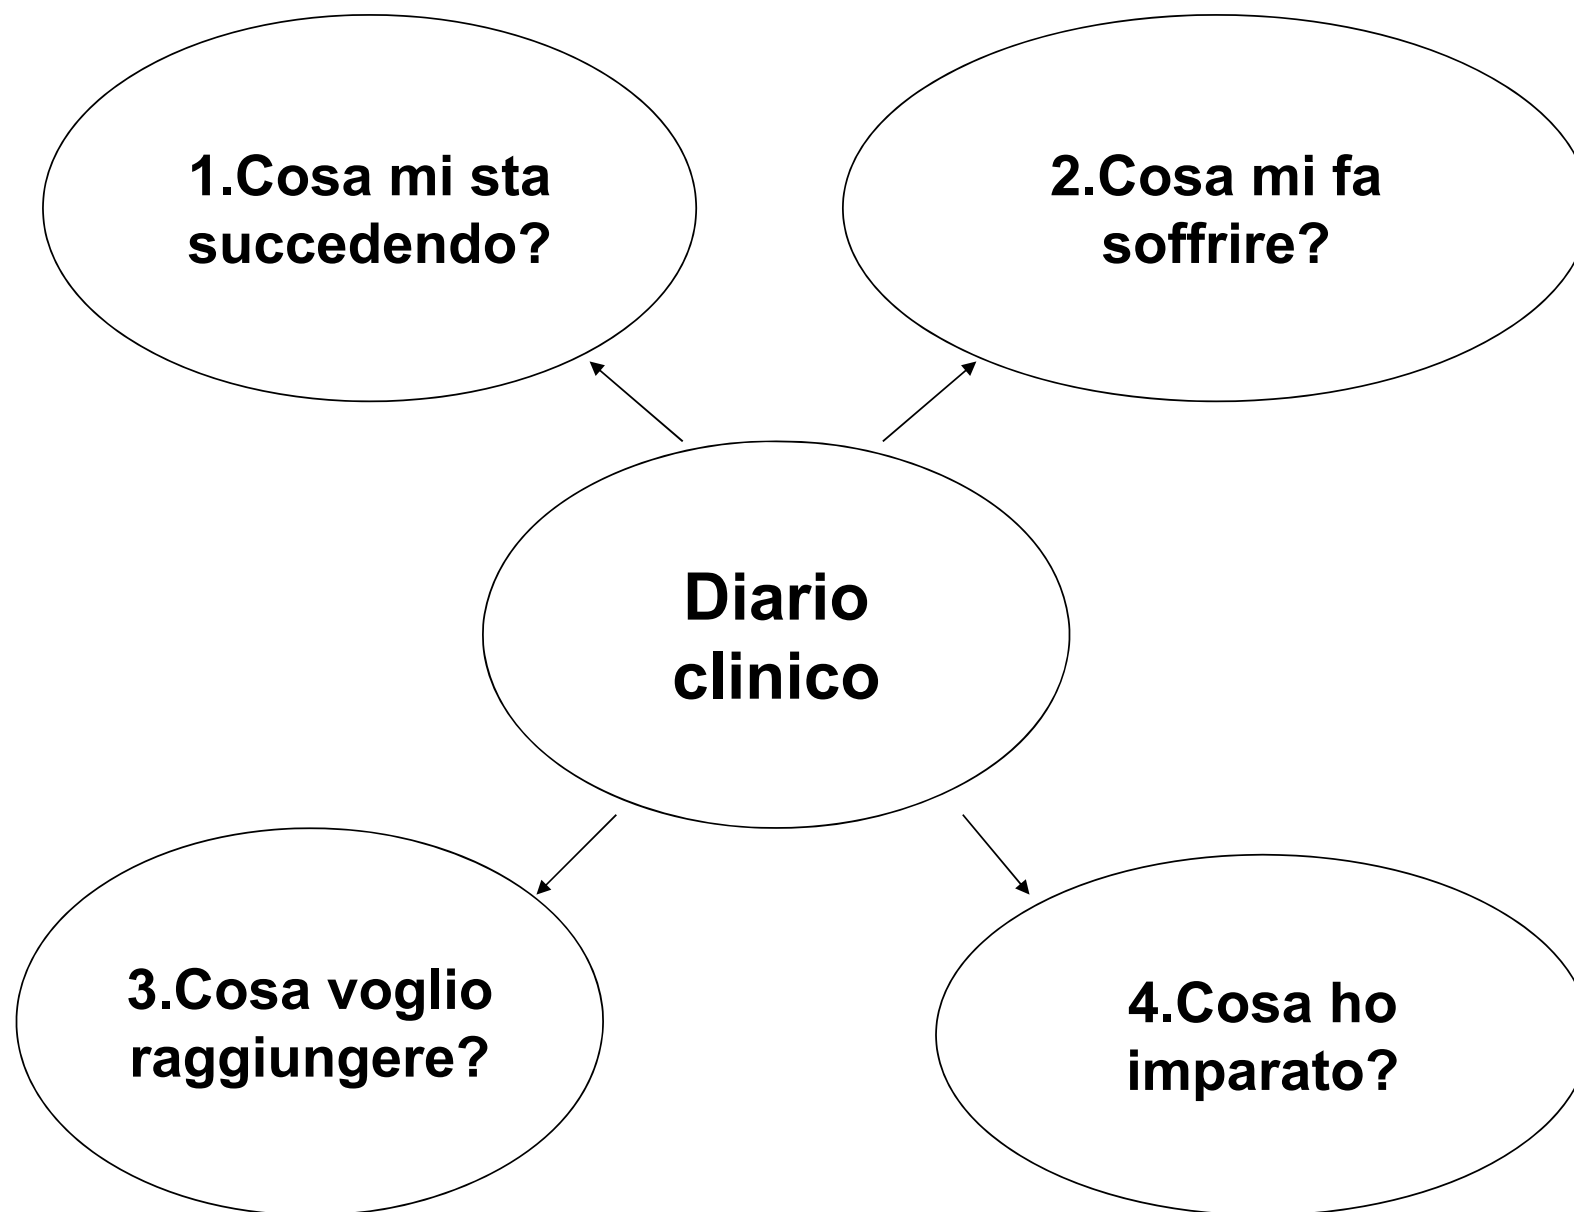 1.Cosa mi sta
succedendo?
2.Cosa mi fa
soffrire?
Diario
clinico
3.Cosa voglio
raggiungere?
4.Cosa ho
imparato?